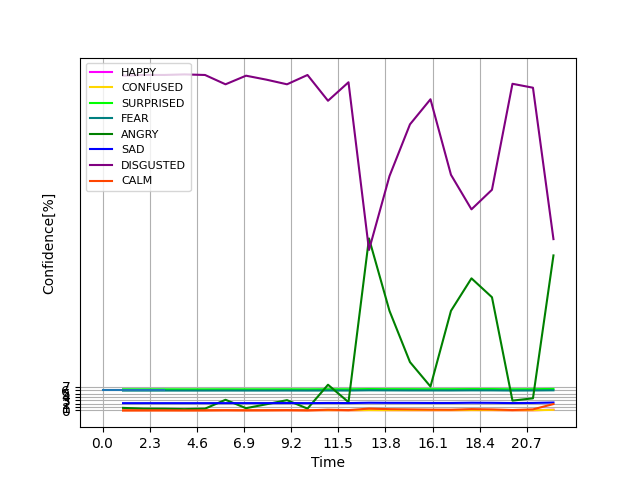 HAPPY
CONFUSED
SURPRISED
FEAR
ANGRY
SAD
DISGUSTED
CALM
Confidence[%]
7
0.0 2.3 4.6 6.9 9.2 11.5 13.8 16.1 18.4 20.7
Time